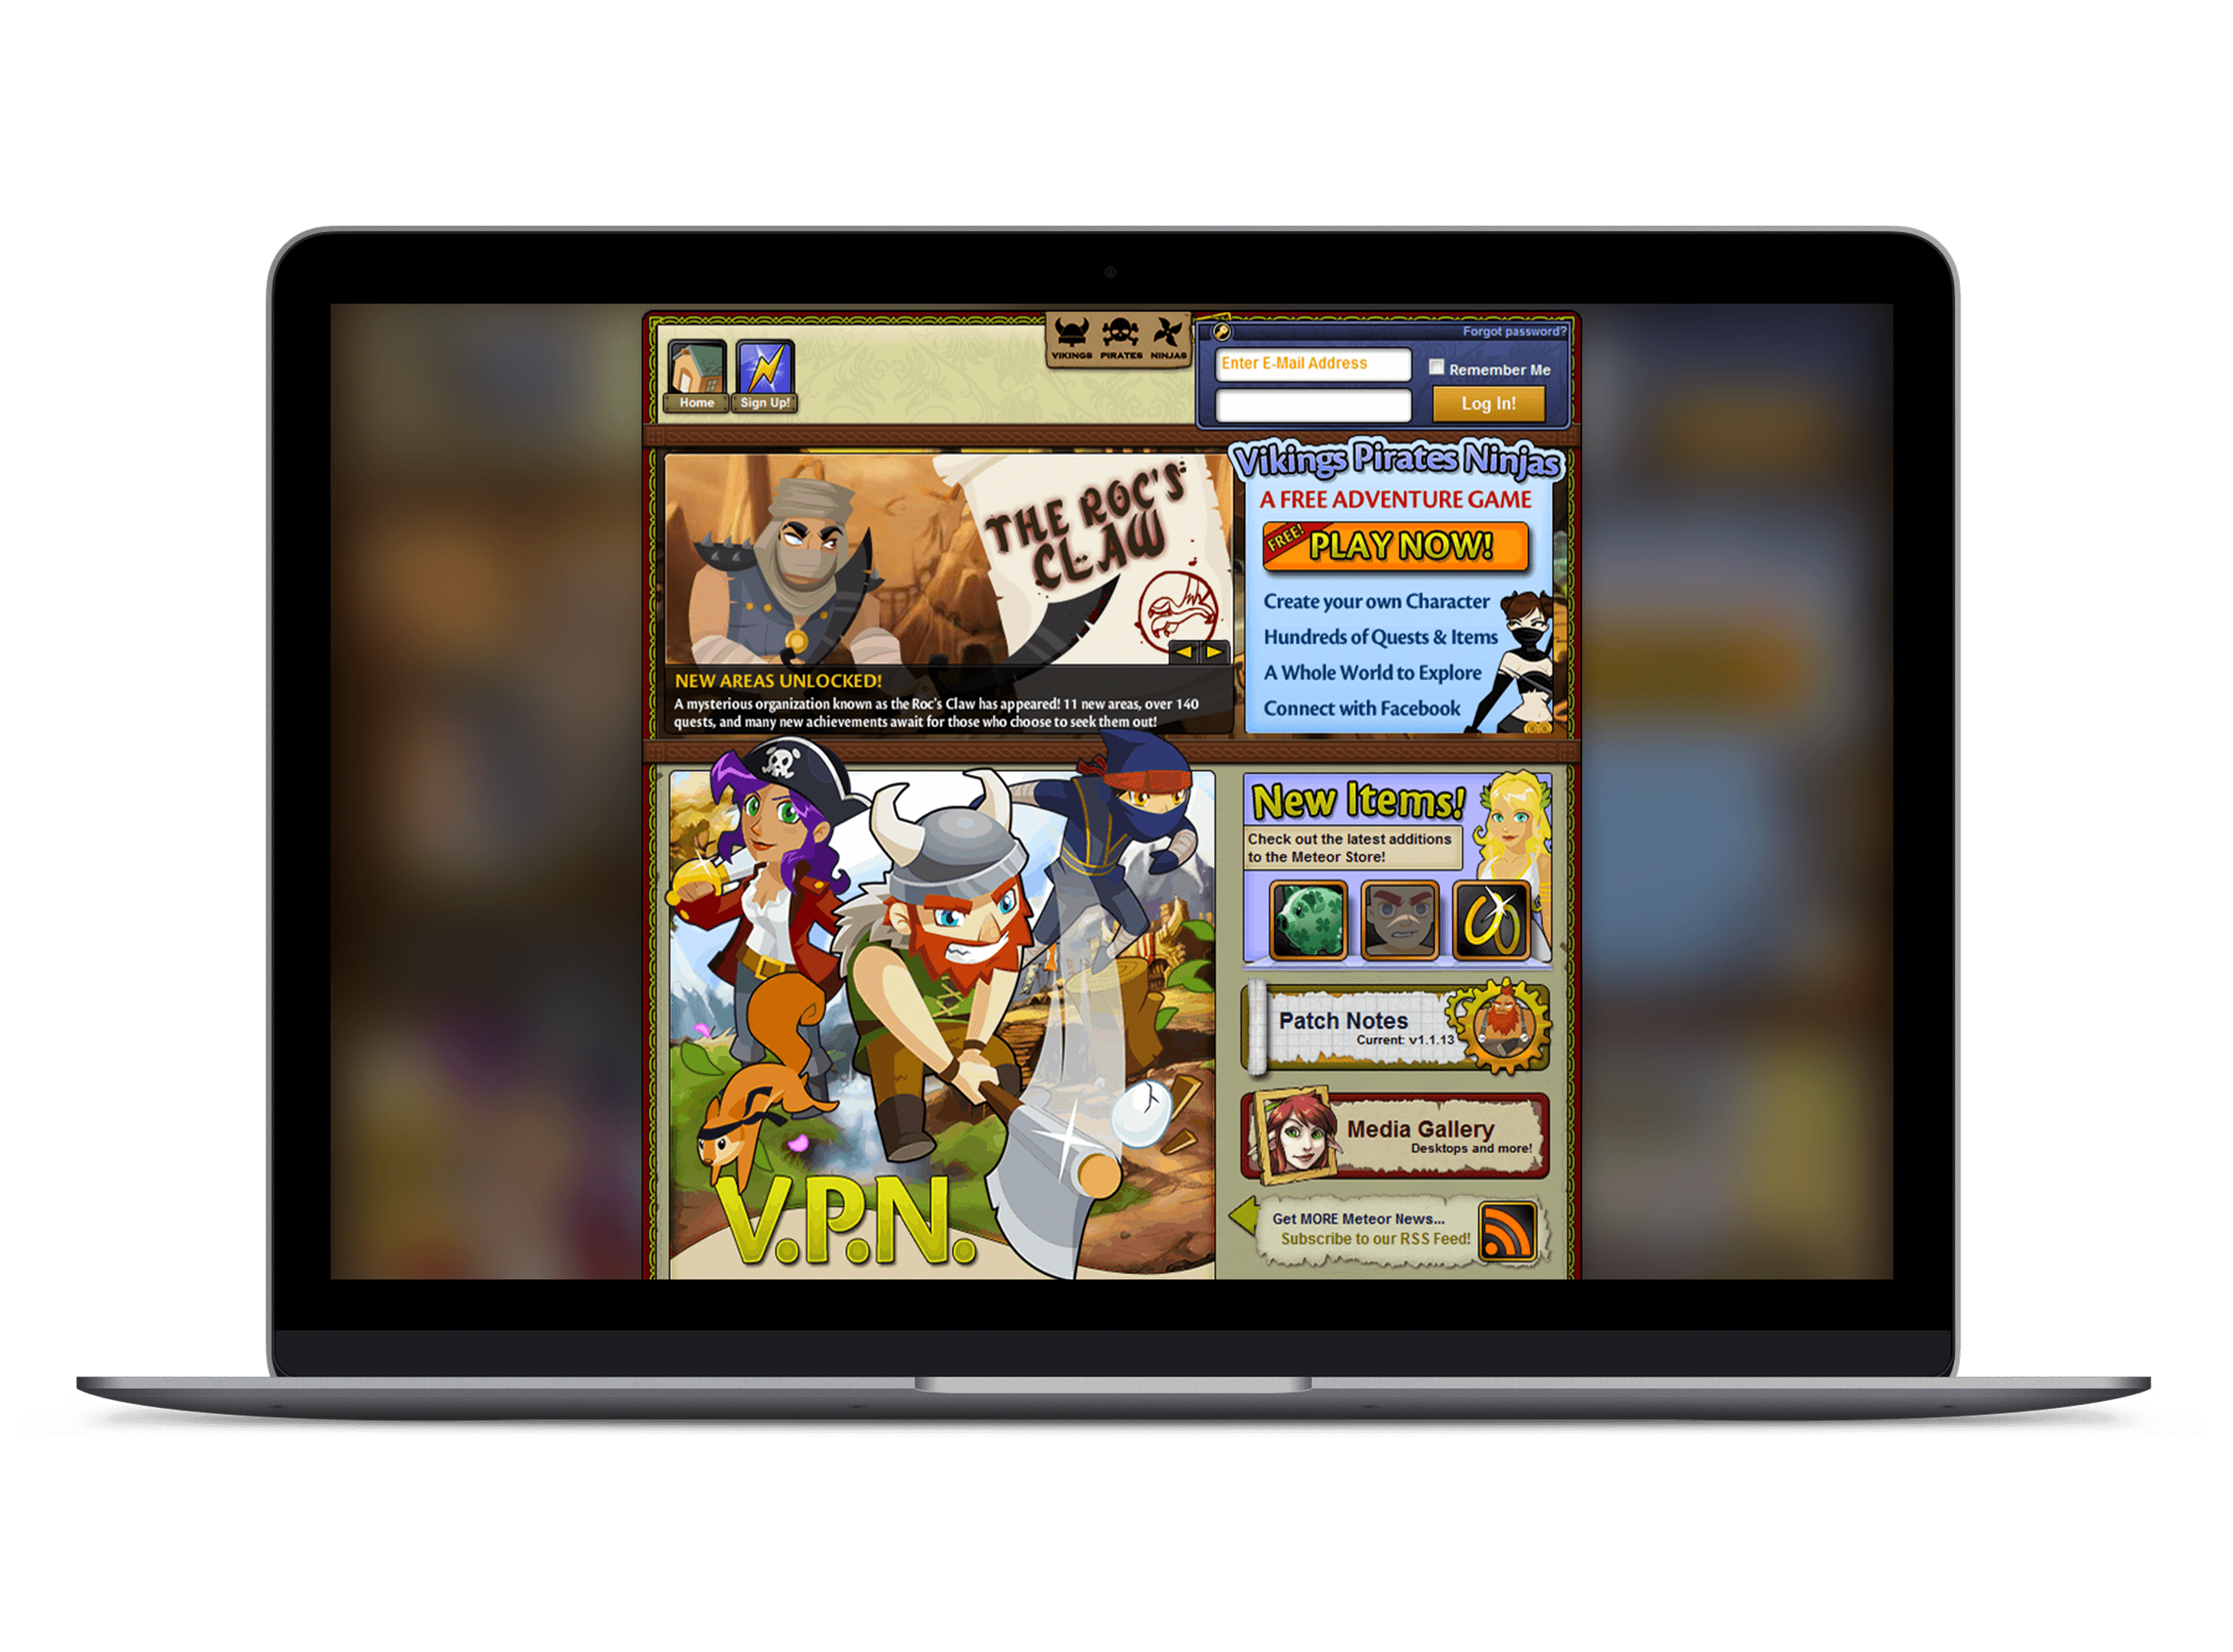 VIKINGS PIRATES NINJAS
Forgot password?
Enter E-Mail Address
Remember Me
Log In!
Home
Sign Up!
THE ROC'S
CLAW
NEW AREAS UNLOCKED!
A mysterious organization known as the Roc's Claw has appeared! 11 new areas, over 140
quests, and many new achievements await for those who choose to seek them out!
Vikings Pirates Ninjas
A FREE ADVENTURE GAME
FREE!
PLAY NOW!
Create your own Character
Hundreds of Quests & Items
A Whole World to Explore
Connect with Facebook
V.P.N.
New Items!
Check out the latest additions
to the Meteor Store!
Patch Notes
Current: v1.1.13
Media Gallery
Desktops and more!
Get MORE Meteor News...
Subscribe to our RSS Feed!